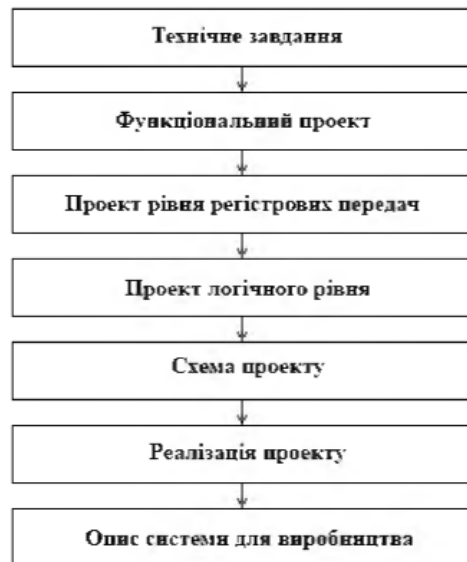 Технічне завдання
Функціональний проект
Проект рівня регістрових передач
Проект логічного рівня
Схема проекту
Реалізація проекту
Опис системи для виробництва